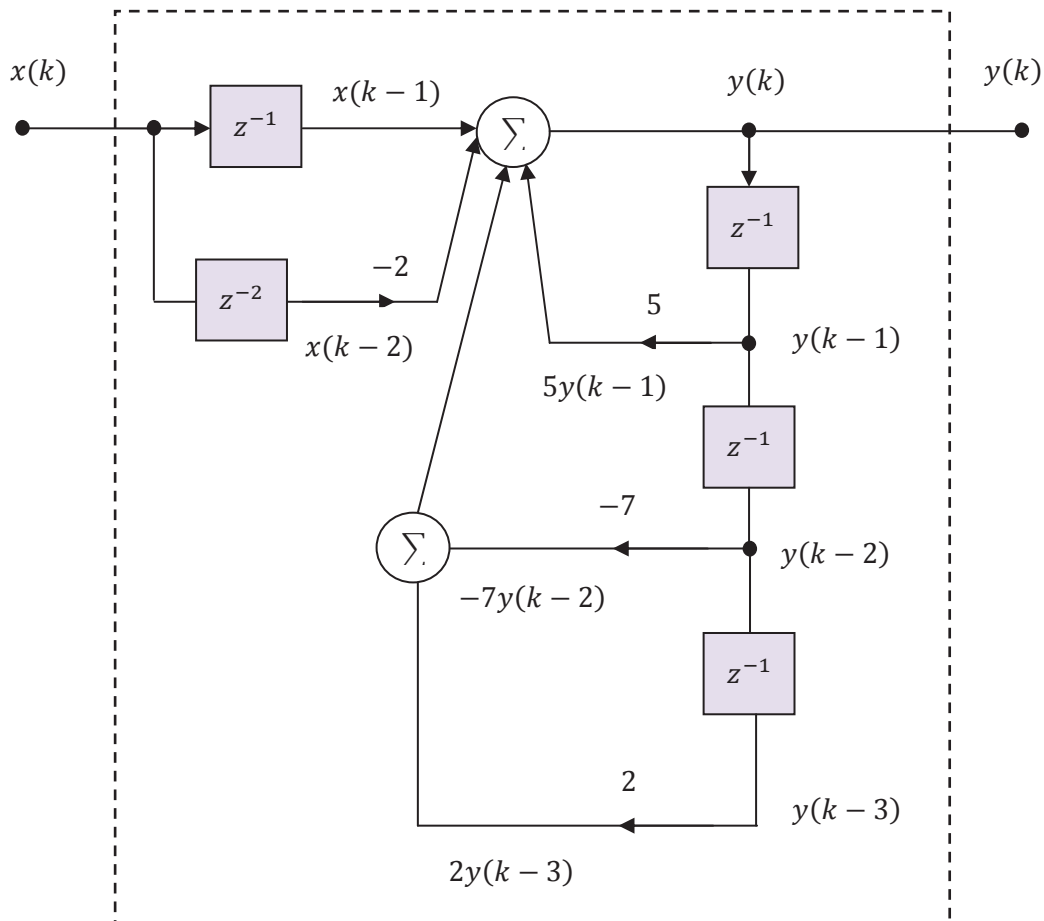 x(k)
z⁻¹
x(k − 1)
∑
y(k)
y(k)
z⁻¹
z⁻²
−2
x(k − 2)
5
y(k − 1)
5y(k − 1)
z⁻¹
−7
∑
y(k − 2)
−7y(k − 2)
z⁻¹
2
y(k − 3)
2y(k − 3)